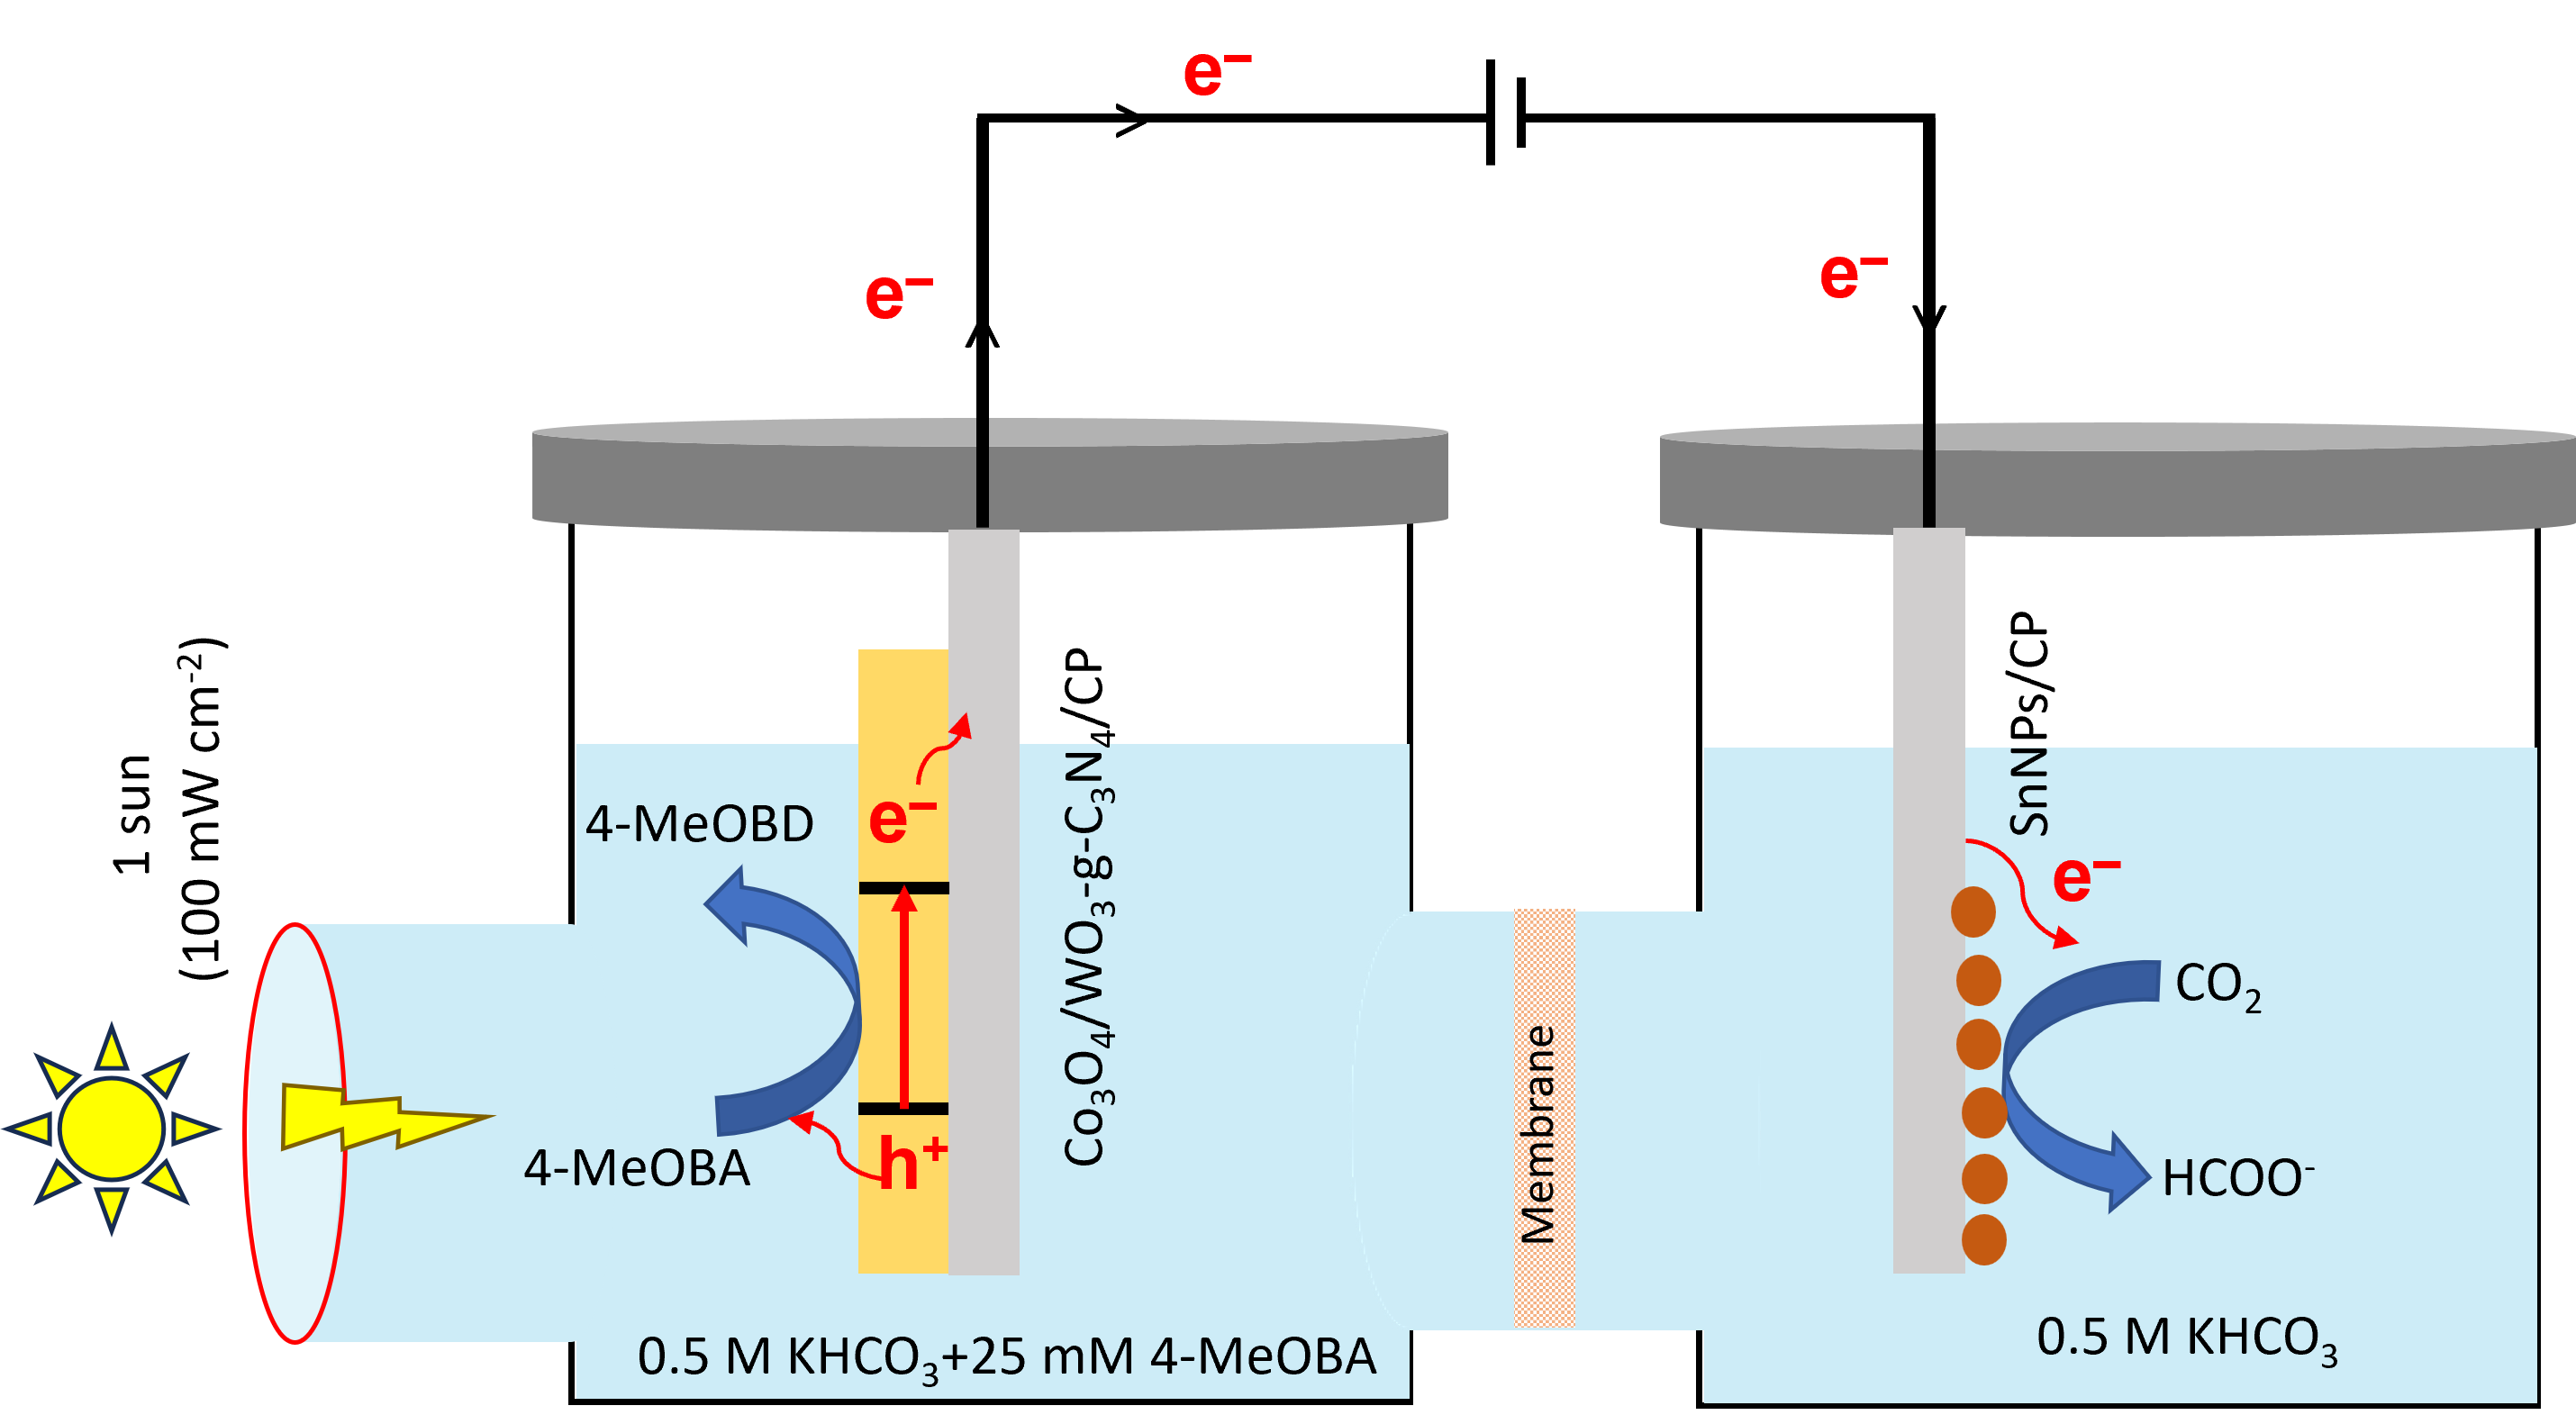 e⁻
e⁻
e⁻
1 sun
(100 mW cm⁻²)
4-MeOBD
e⁻
4-MeOBA
h⁺
Co₃O₄/WO₃-g-C₃N₄/CP
0.5 M KHCO₃+25 mM 4-MeOBA
Membrane
SnNPs/CP
e⁻
CO₂
HCOO⁻
0.5 M KHCO₃